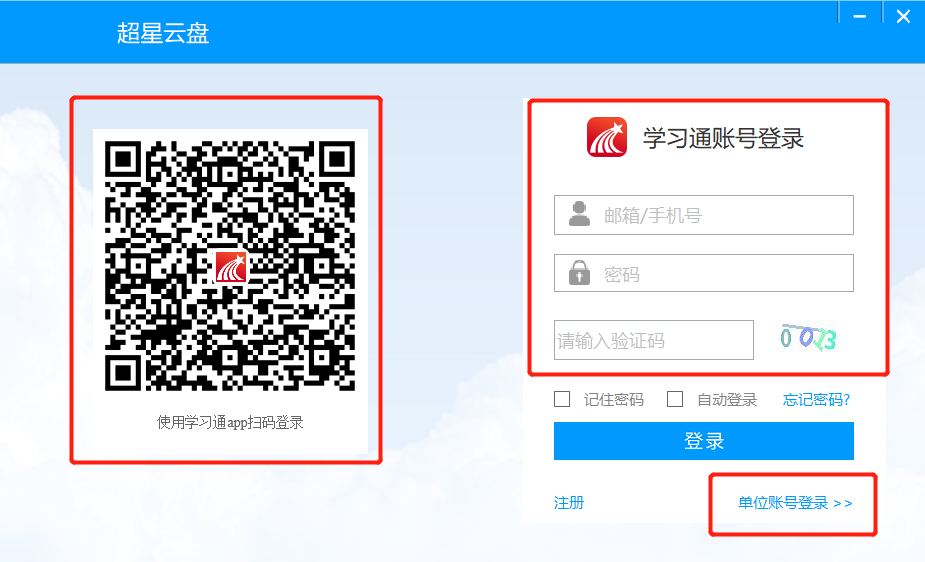 超星云盘
使用学习通app扫码登录
学习通账号登录
邮箱/手机号
密码
请输入验证码
记住密码 自动登录 忘记密码?
登录
注册 单位账号登录 >>